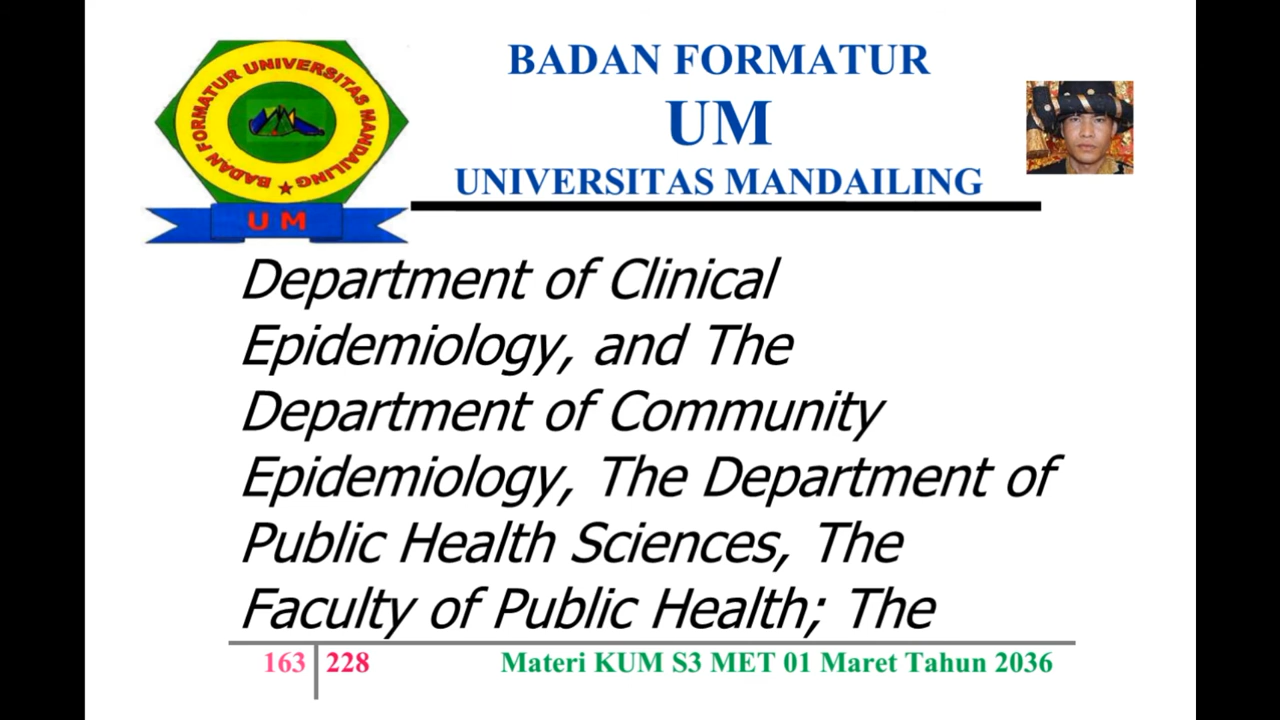 BADAN FORMATUR UNIVERSITAS MANDAILING
U M
BADAN FORMATUR
UM
UNIVERSITAS MANDAILING
Department of Clinical
Epidemiology, and The
Department of Community
Epidemiology, The Department of
Public Health Sciences, The
Faculty of Public Health; The
163 228 Materi KUM S3 MET 01 Maret Tahun 2036